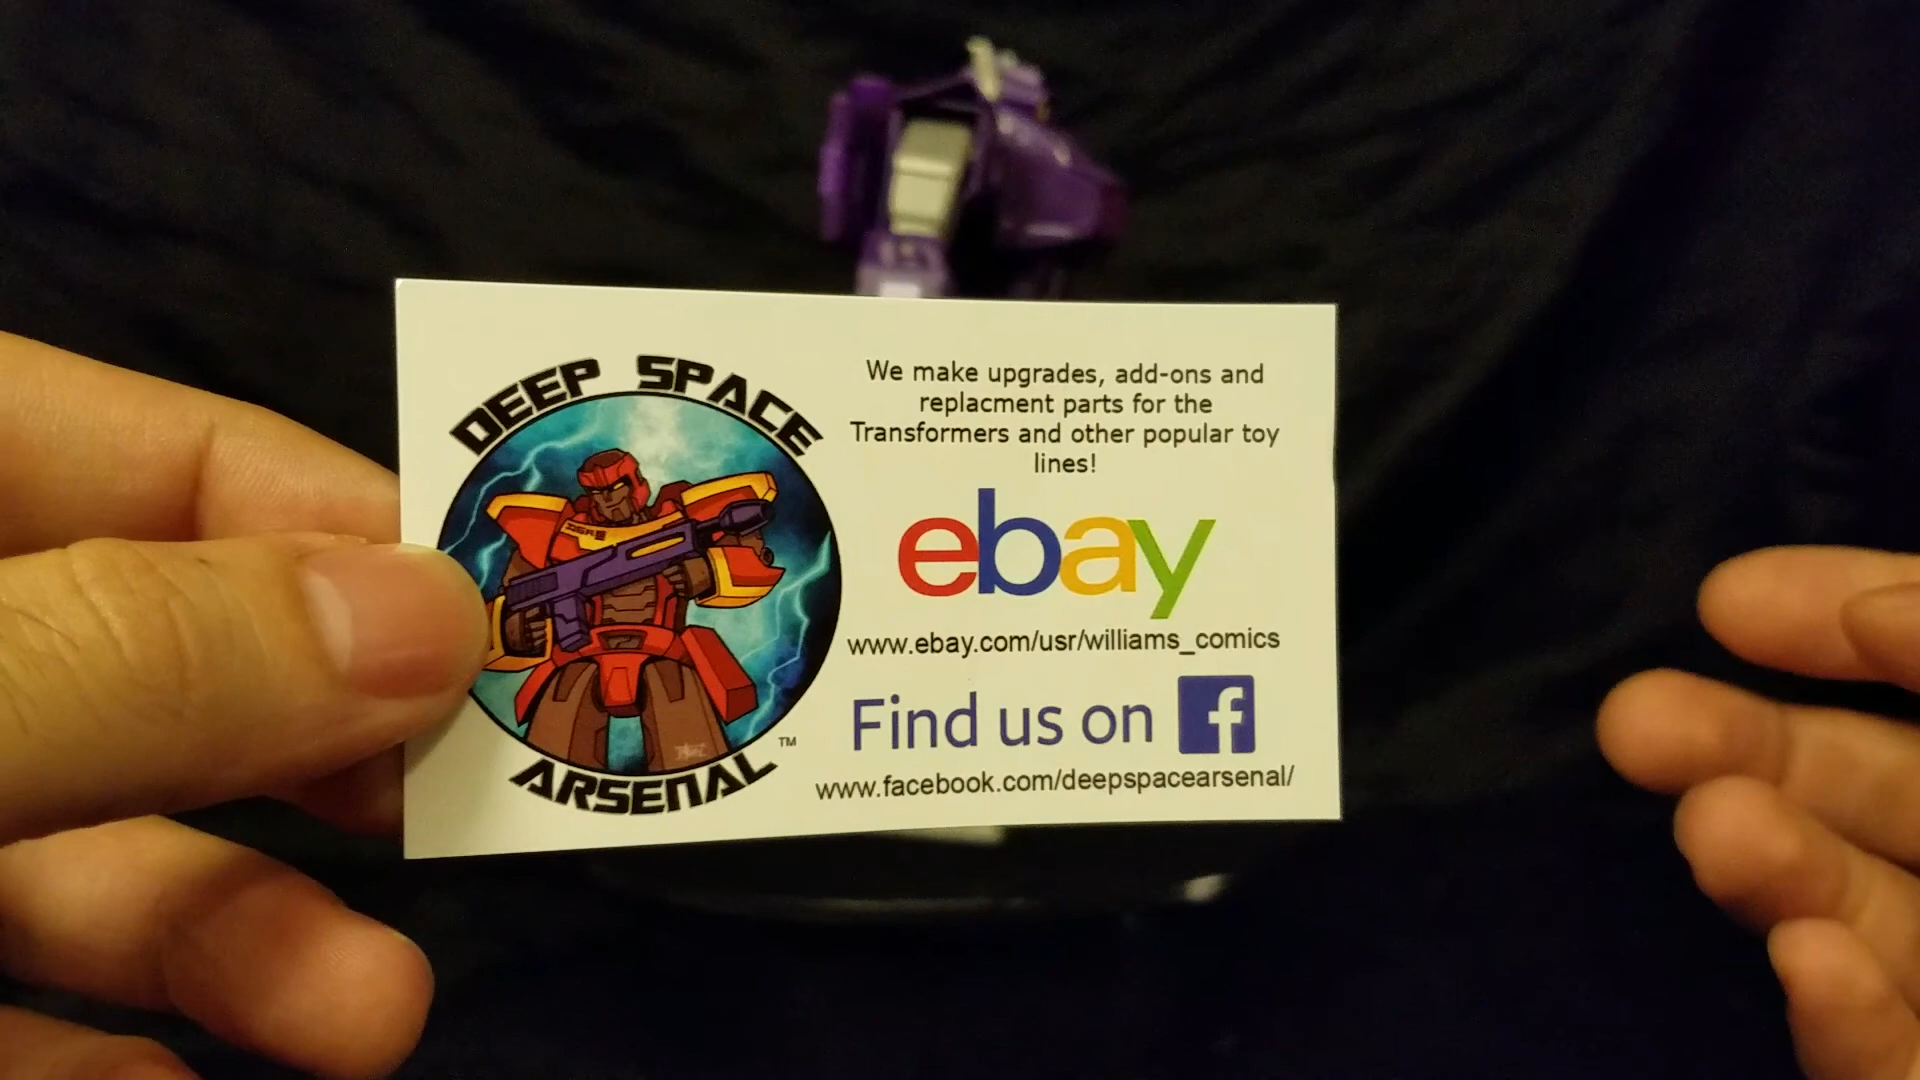 DEEP SPACE
ARSENAL
TM
We make upgrades, add-ons and
replacment parts for the
Transformers and other popular toy
lines!
ebay
www.ebay.com/usr/williams_comics
Find us on f
www.facebook.com/deepspacearsenal/